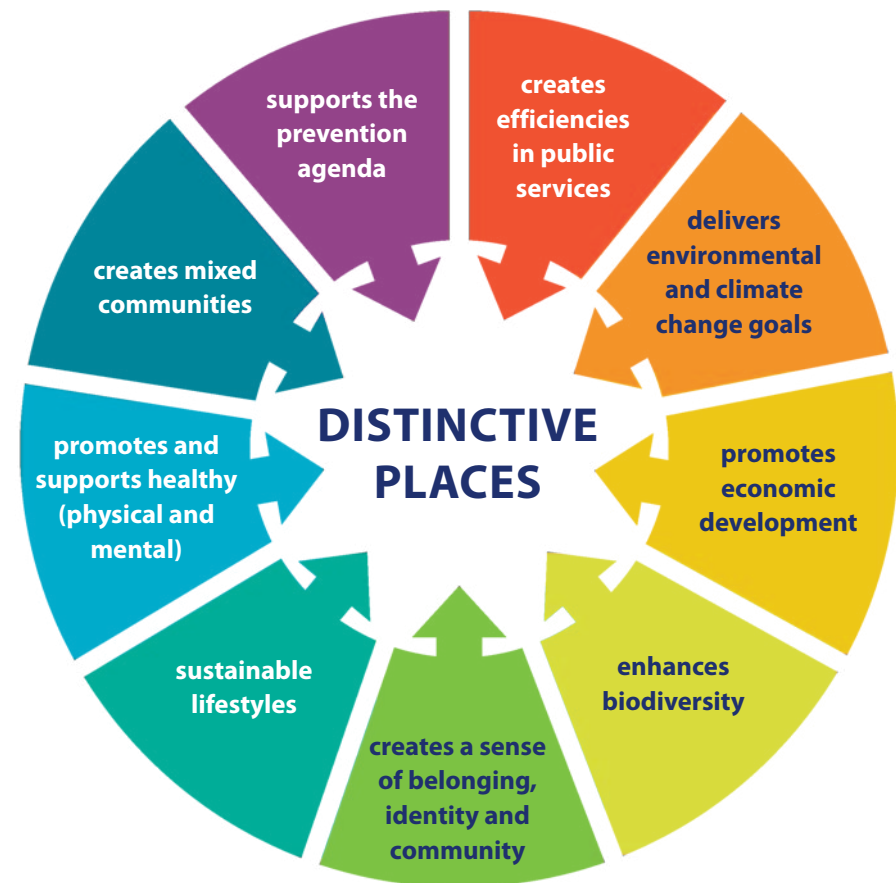 DISTINCTIVE
PLACES
creates
efficiencies
in public
services
delivers
environmental
and climate
change goals
promotes
economic
development
enhances
biodiversity
creates a sense
of belonging,
identity and
community
sustainable
lifestyles
promotes and
supports healthy
(physical and
mental)
creates mixed
communities
supports the
prevention
agenda